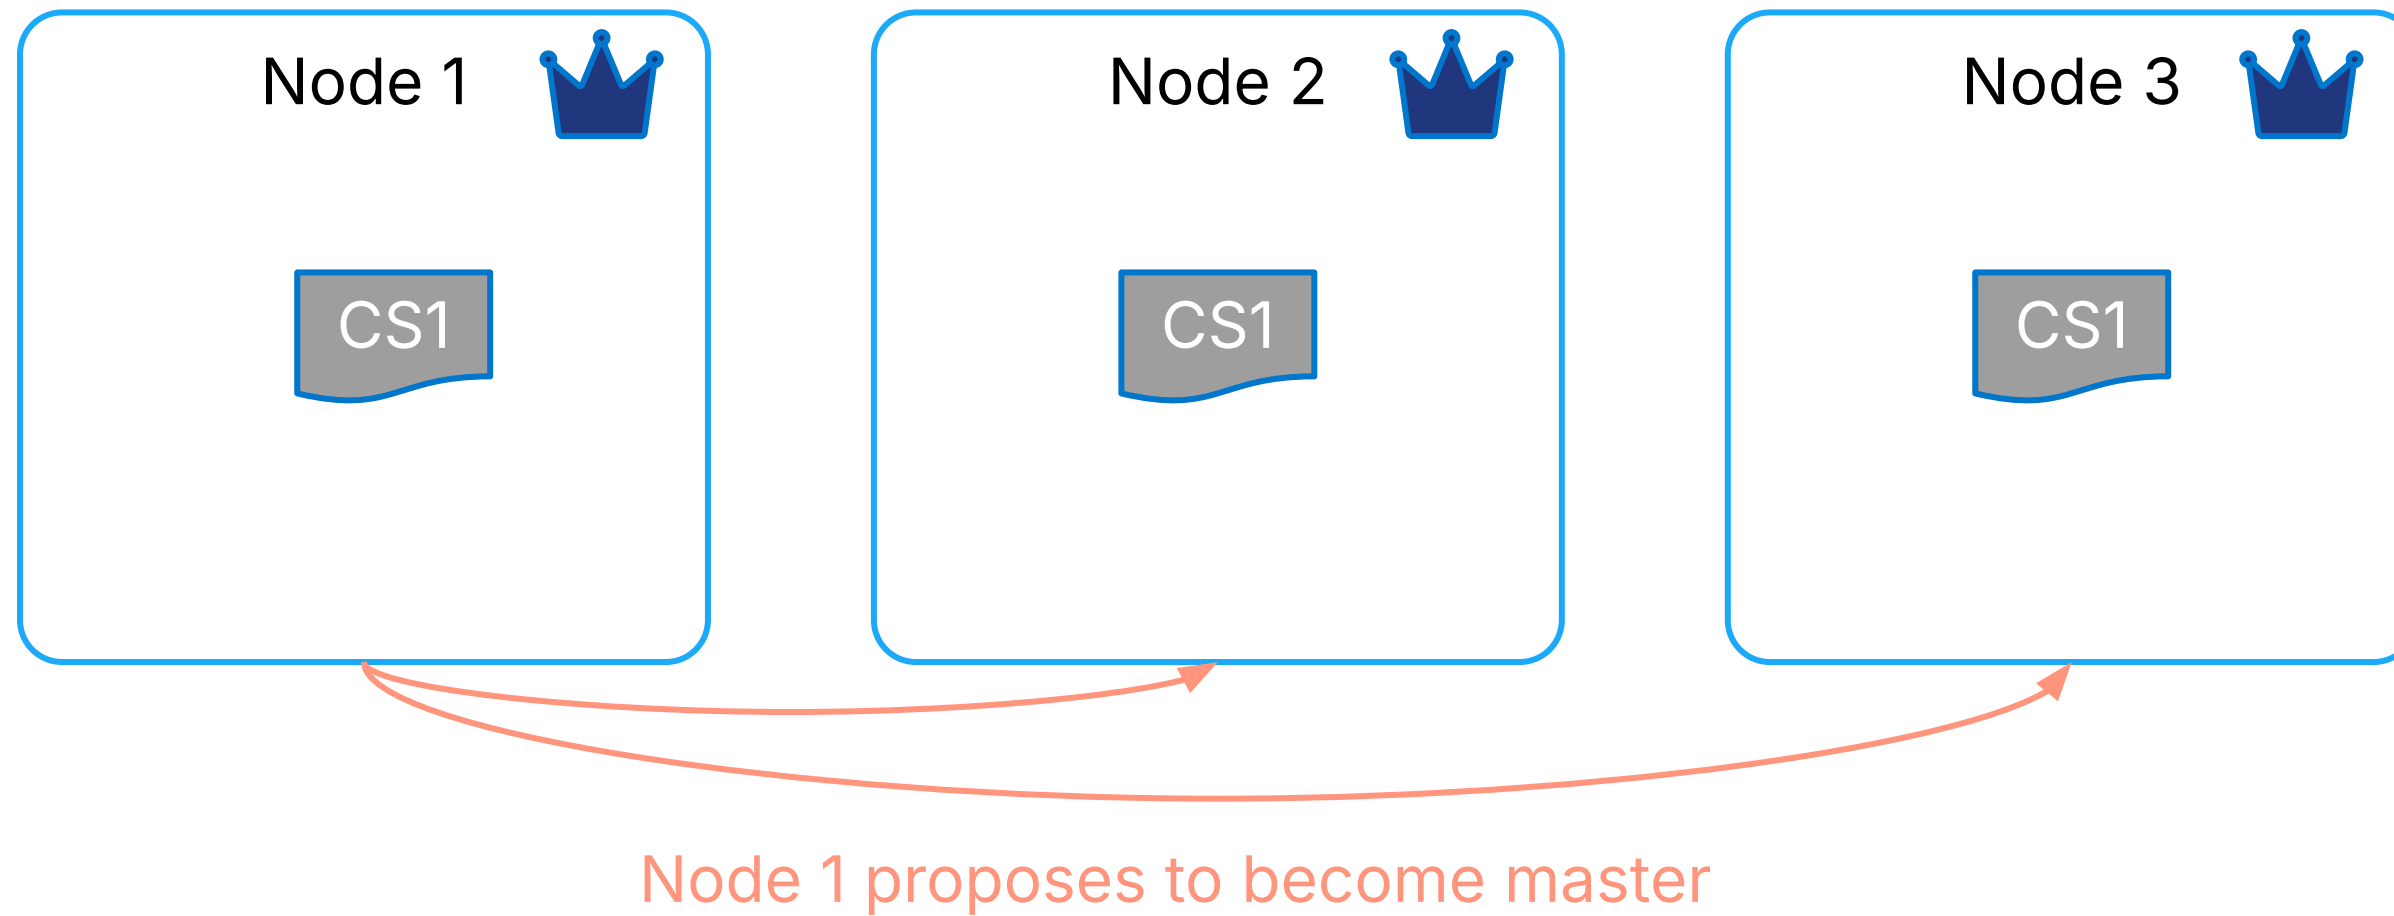 Node 1
Node 2
Node 3
CS1
CS1
CS1
Node 1 proposes to become master